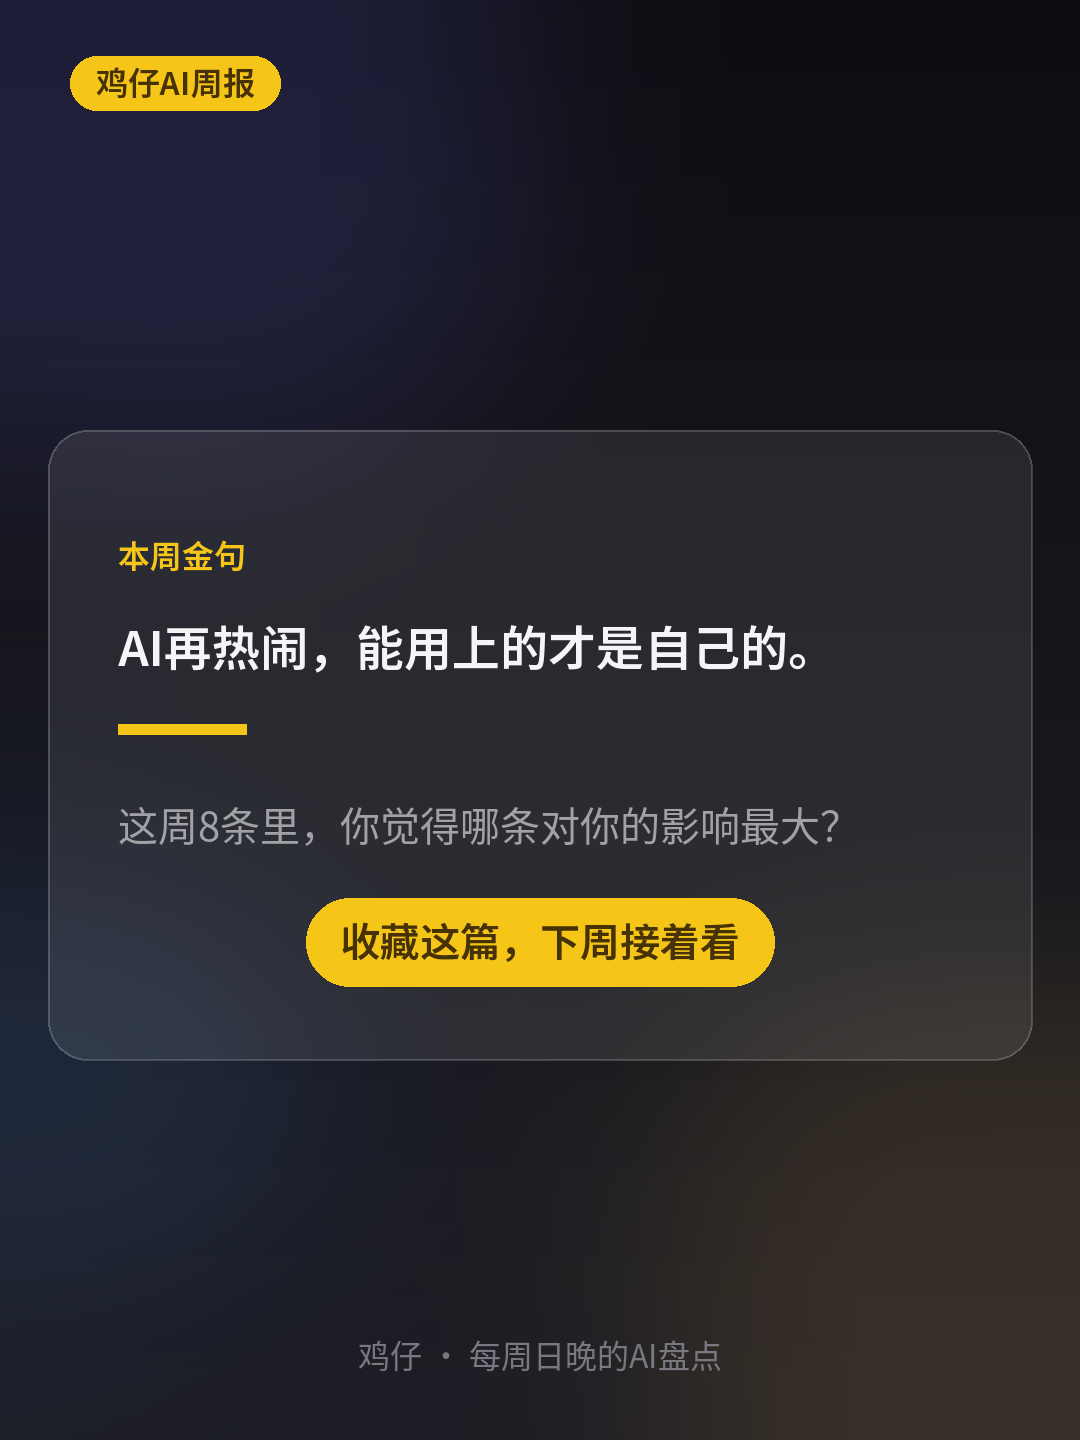 鸡仔AI周报
本周金句
AI再热闹，能用上的才是自己的。
这周8条里，你觉得哪条对你的影响最大？
收藏这篇，下周接着看
鸡仔 · 每周日晚的AI盘点